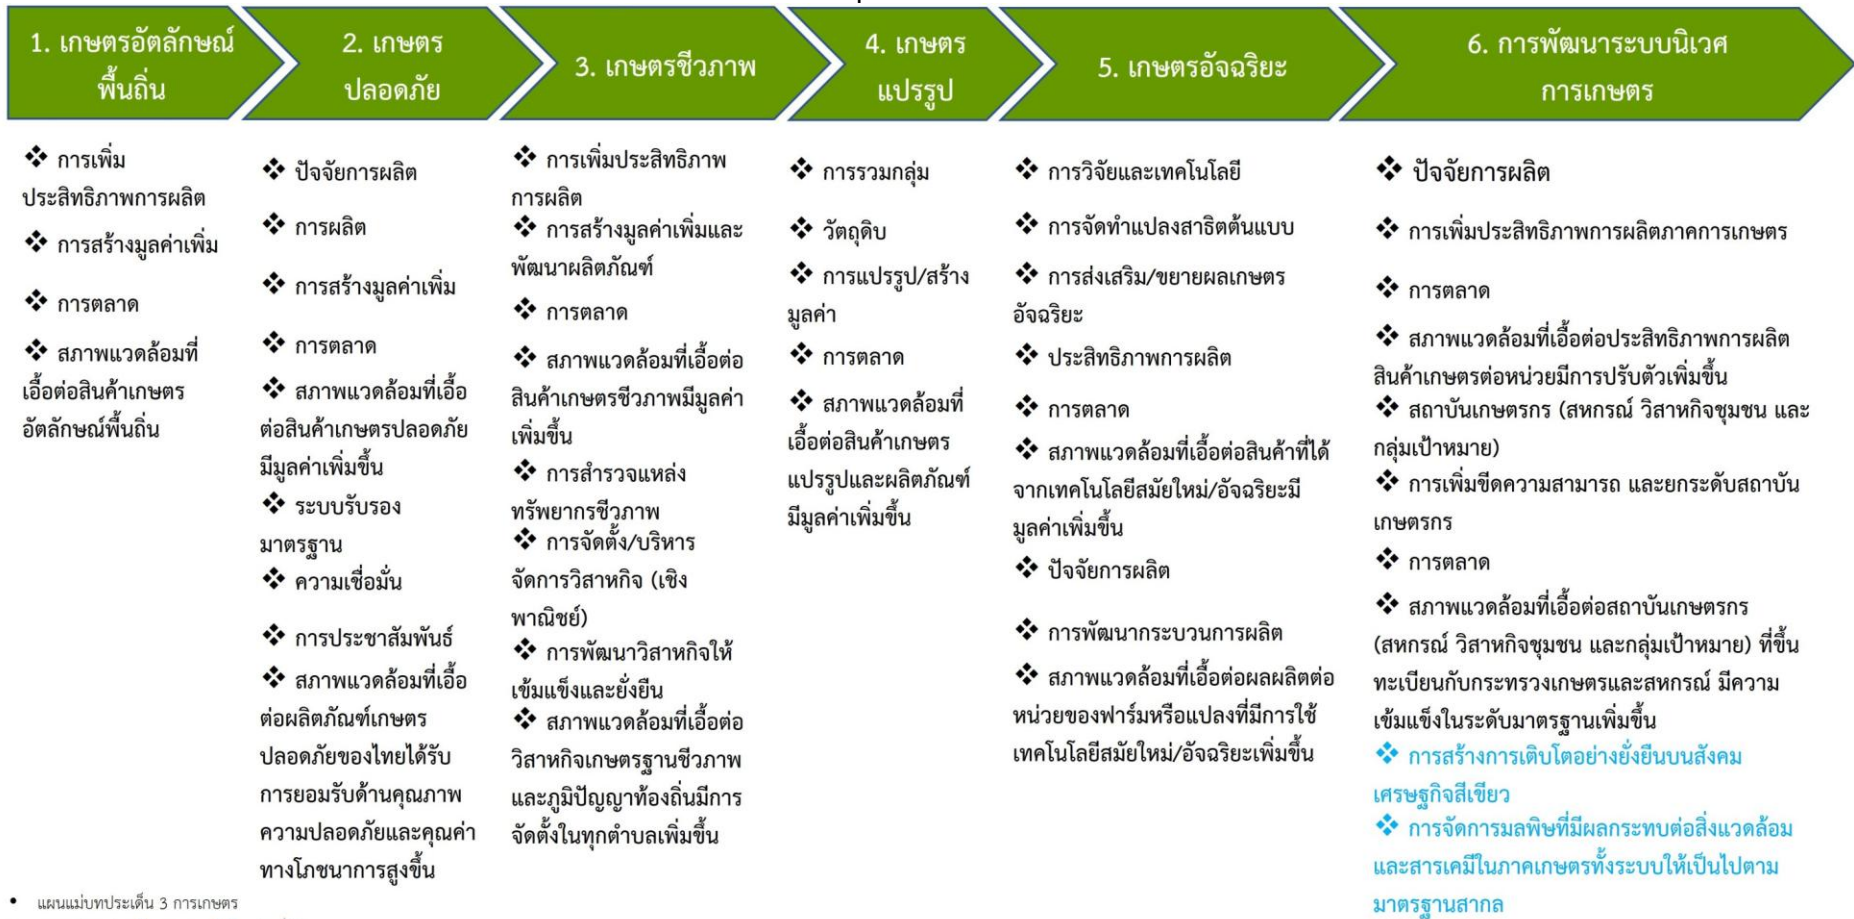 1. เกษตรอัตลักษณ์
พื้นถิ่น
❖ การเพิ่ม
ประสิทธิภาพการผลิต
❖ การสร้างมูลค่าเพิ่ม
❖ การตลาด
❖ สภาพแวดล้อมที่
เอื้อต่อสินค้าเกษตร
อัตลักษณ์พื้นถิ่น
2. เกษตร
ปลอดภัย
❖ ปัจจัยการผลิต
❖ การผลิต
❖ การสร้างมูลค่าเพิ่ม
❖ การตลาด
❖ สภาพแวดล้อมที่เอื้อ
ต่อสินค้าเกษตรปลอดภัย
มีมูลค่าเพิ่มขึ้น
❖ ระบบรับรอง
มาตรฐาน
❖ ความเชื่อมั่น
❖ การประชาสัมพันธ์
❖ สภาพแวดล้อมที่เอื้อ
ต่อผลิตภัณฑ์เกษตร
ปลอดภัยของไทยได้รับ
การยอมรับด้านคุณภาพ
ความปลอดภัยและคุณค่า
ทางโภชนาการสูงขึ้น
3. เกษตรชีวภาพ
❖ การเพิ่มประสิทธิภาพ
การผลิต
❖ การสร้างมูลค่าเพิ่มและ
พัฒนาผลิตภัณฑ์
❖ การตลาด
❖ สภาพแวดล้อมที่เอื้อต่อ
สินค้าเกษตรชีวภาพมีมูลค่า
เพิ่มขึ้น
❖ การสำรวจแหล่ง
ทรัพยากรชีวภาพ
❖ การจัดตั้ง/บริหาร
จัดการวิสาหกิจ (เชิง
พาณิชย์)
❖ การพัฒนาวิสาหกิจให้
เข้มแข็งและยั่งยืน
❖ สภาพแวดล้อมที่เอื้อต่อ
วิสาหกิจเกษตรฐานชีวภาพ
และภูมิปัญญาท้องถิ่นมีการ
จัดตั้งในทุกตำบลเพิ่มขึ้น
4. เกษตร
แปรรูป
❖ การรวมกลุ่ม
❖ วัตถุดิบ
❖ การแปรรูป/สร้าง
มูลค่า
❖ การตลาด
❖ สภาพแวดล้อมที่
เอื้อต่อสินค้าเกษตร
แปรรูปและผลิตภัณฑ์
มีมูลค่าเพิ่มขึ้น
5. เกษตรอัจฉริยะ
❖ การวิจัยและเทคโนโลยี
❖ การจัดทำแปลงสาธิตต้นแบบ
❖ การส่งเสริม/ขยายผลเกษตร
อัจฉริยะ
❖ ประสิทธิภาพการผลิต
❖ การตลาด
❖ สภาพแวดล้อมที่เอื้อต่อสินค้าที่ได้
จากเทคโนโลยีสมัยใหม่/อัจฉริยะมี
มูลค่าเพิ่มขึ้น
❖ ปัจจัยการผลิต
❖ การพัฒนากระบวนการผลิต
❖ สภาพแวดล้อมที่เอื้อต่อผลผลิตต่อ
หน่วยของฟาร์มหรือแปลงที่มีการใช้
เทคโนโลยีสมัยใหม่/อัจฉริยะเพิ่มขึ้น
6. การพัฒนาระบบนิเวศ
การเกษตร
❖ ปัจจัยการผลิต
❖ การเพิ่มประสิทธิภาพการผลิตภาคการเกษตร
❖ การตลาด
❖ สภาพแวดล้อมที่เอื้อต่อประสิทธิภาพการผลิต
สินค้าเกษตรต่อหน่วยมีการปรับตัวเพิ่มขึ้น
❖ สถาบันเกษตรกร (สหกรณ์ วิสาหกิจชุมชน และ
กลุ่มเป้าหมาย)
❖ การเพิ่มขีดความสามารถ และยกระดับสถาบัน
เกษตรกร
❖ การตลาด
❖ สภาพแวดล้อมที่เอื้อต่อสถาบันเกษตรกร
(สหกรณ์ วิสาหกิจชุมชน และกลุ่มเป้าหมาย) ที่ขึ้น
ทะเบียนกับกระทรวงเกษตรและสหกรณ์ มีความ
เข้มแข็งในระดับมาตรฐานเพิ่มขึ้น
❖ การสร้างการเติบโตอย่างยั่งยืนบนสังคม
เศรษฐกิจสีเขียว
❖ การจัดการมลพิษที่มีผลกระทบต่อสิ่งแวดล้อม
และสารเคมีในภาคเกษตรทั้งระบบให้เป็นไปตาม
มาตรฐานสากล
• แผนแม่บทประเด็น 3 การเกษตร